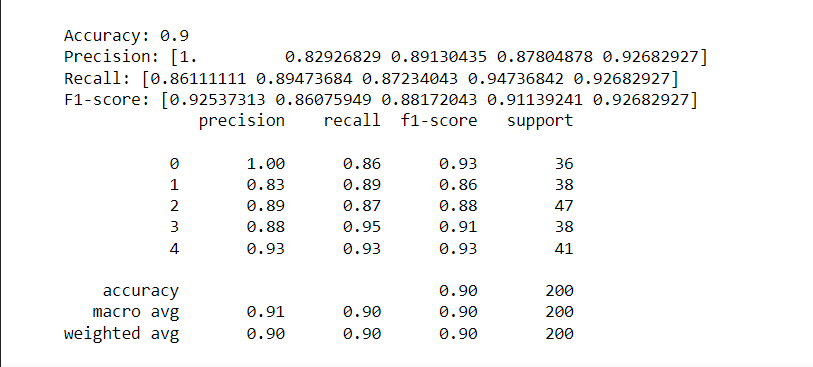 Accuracy: 0.9
Precision: [1.         0.82926829 0.89130435 0.87804878 0.92682927]
Recall: [0.86111111 0.89473684 0.87234043 0.94736842 0.92682927]
F1-score: [0.92537313 0.86075949 0.88172043 0.91139241 0.92682927]
              precision    recall  f1-score   support

           0       1.00      0.86      0.93        36
           1       0.83      0.89      0.86        38
           2       0.89      0.87      0.88        47
           3       0.88      0.95      0.91        38
           4       0.93      0.93      0.93        41

    accuracy                           0.90       200
   macro avg       0.91      0.90      0.90       200
weighted avg       0.90      0.90      0.90       200